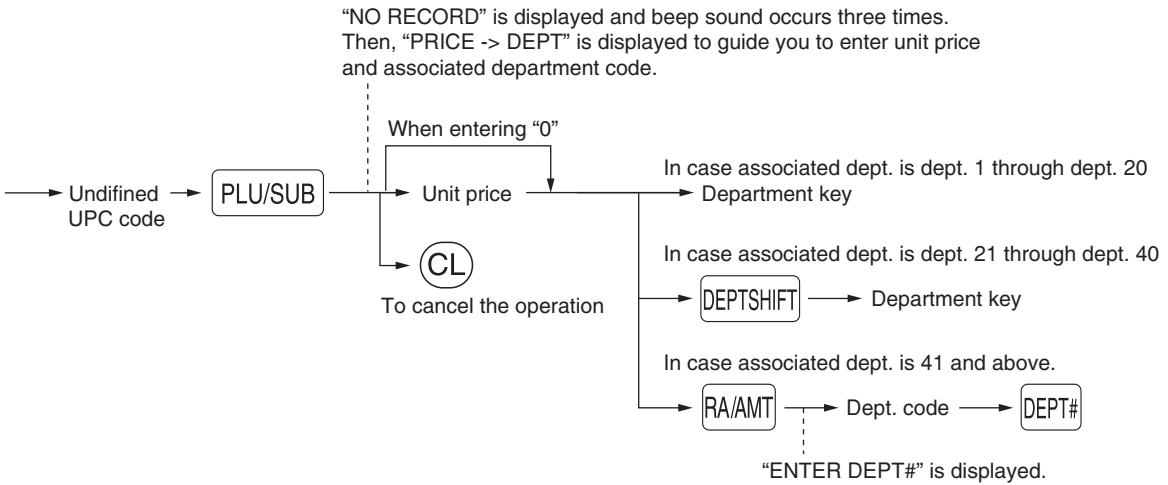 “NO RECORD” is displayed and beep sound occurs three times.
Then, “PRICE -> DEPT” is displayed to guide you to enter unit price
and associated department code.
When entering “0”
Undifined
UPC code
PLU/SUB
Unit price
CL
To cancel the operation
In case associated dept. is dept. 1 through dept. 20
Department key
In case associated dept. is dept. 21 through dept. 40
DEPTSHIFT
Department key
In case associated dept. is 41 and above.
RA/AMT
Dept. code
DEPT#
“ENTER DEPT#” is displayed.